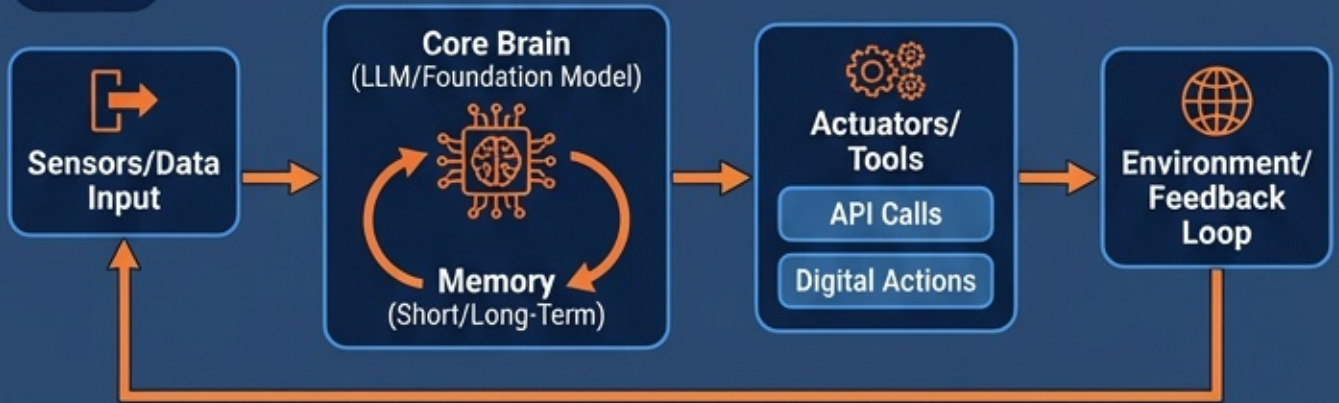 Sensors/Data
Input
Core Brain
(LLM/Foundation Model)
Memory
(Short/Long-Term)
Actuators/
Tools
API Calls
Digital Actions
Environment/
Feedback
Loop